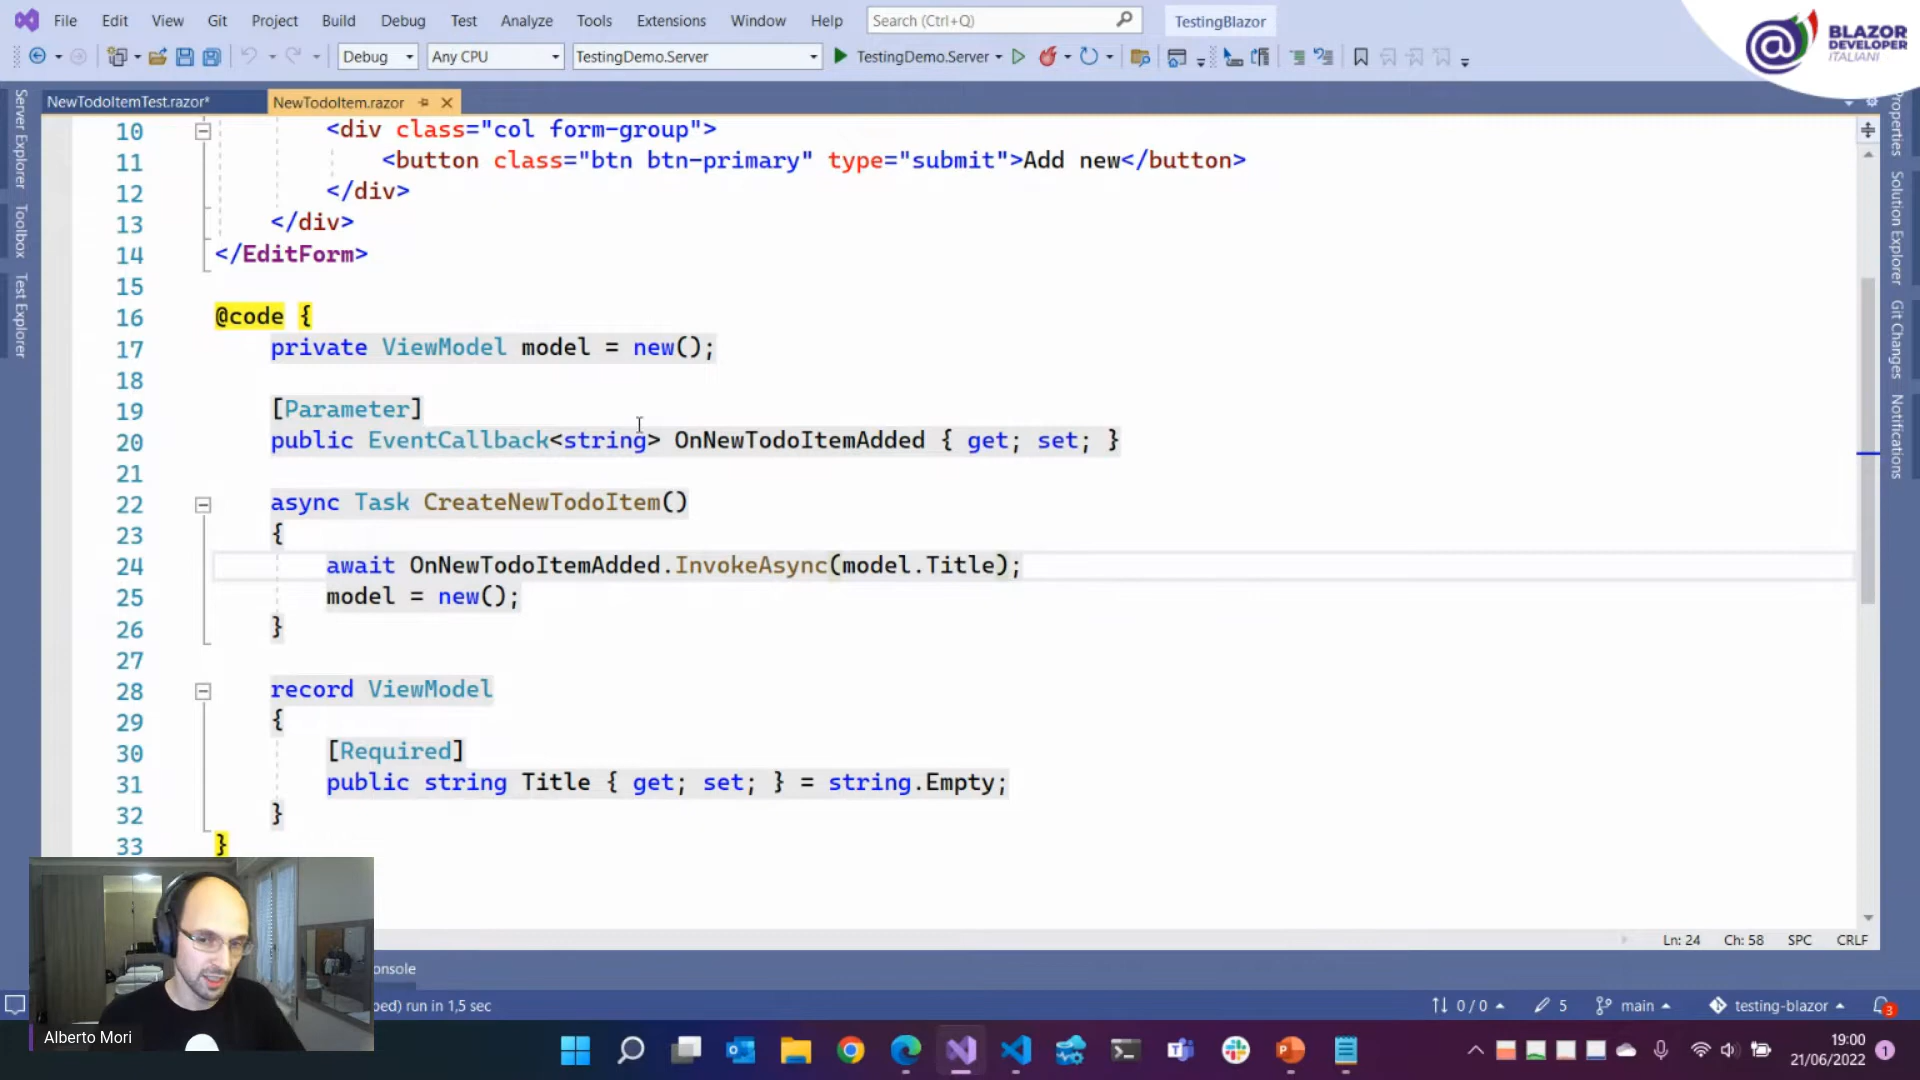 File Edit View Git Project Build Debug Test Analyze Tools Extensions Window Help Search (Ctrl+Q) TestingBlazor
BLAZOR
DEVELOPER
ITALIANI
Debug Any CPU TestingDemo.Server TestingDemo.Server
NewTodoItemTest.razor* NewTodoItem.razor
Server Explorer
Toolbox
Test Explorer
Properties
Solution Explorer
Git Changes
Notifications
10 <div class="col form-group">
11 <button class="btn btn-primary" type="submit">Add new</button>
12 </div>
13 </div>
14 </EditForm>
15
16 @code {
17 private ViewModel model = new();
18
19 [Parameter]
20 public EventCallback<string> OnNewTodoItemAdded { get; set; }
21
22 async Task CreateNewTodoItem()
23 {
24 await OnNewTodoItemAdded.InvokeAsync(model.Title);
25 model = new();
26 }
27
28 record ViewModel
29 {
30 [Required]
31 public string Title { get; set; } = string.Empty;
32 }
33 }
Ln: 24 Ch: 58 SPC CRLF
onsole
ped) run in 1,5 sec
0 / 0 5 main testing-blazor 3
Alberto Mori
19:00
21/06/2022
1